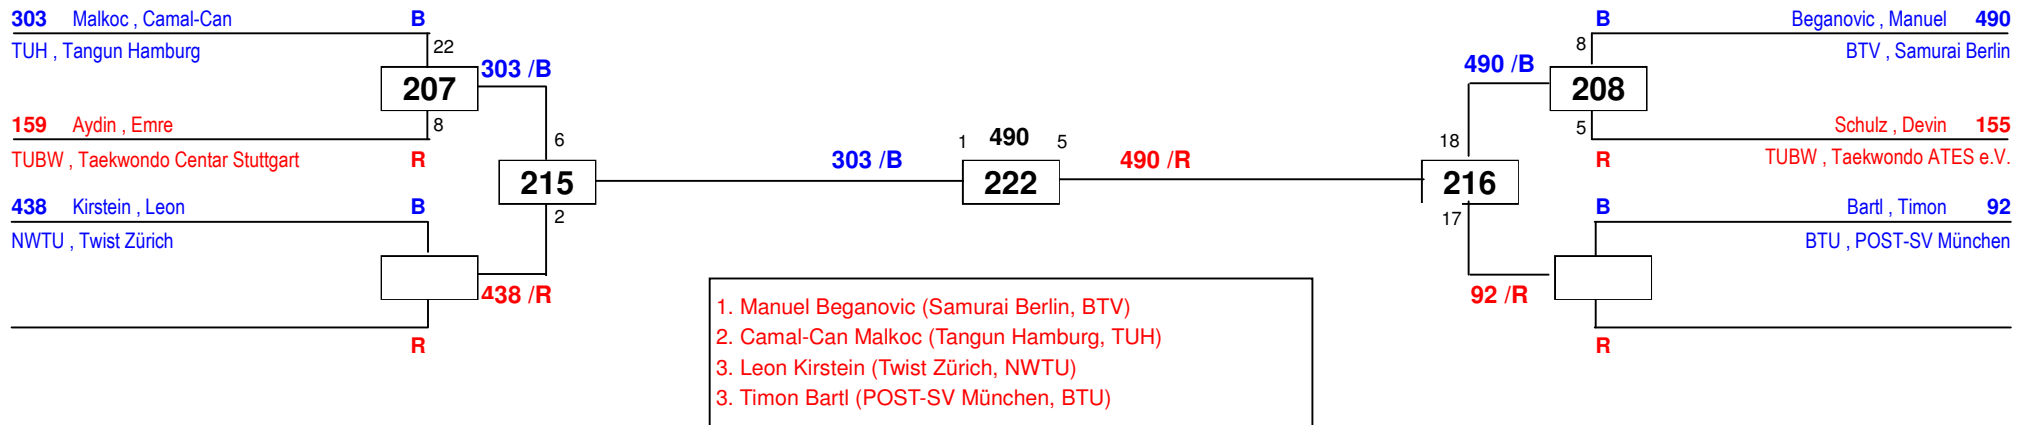 303 Malkoc , Camal-Can B
TUH , Tangun Hamburg
22
207
303 /B
159 Aydin , Emre
8
TUBW , Taekwondo Centar Stuttgart R
6
215
2
438 Kirstein , Leon B
NWTU , Twist Zürich
438 /R
R
303 /B
1 490 5
222
490 /R
B Beganovic , Manuel 490
BTV , Samurai Berlin
8
490 /B
208
5
Schulz , Devin 155
R TUBW , Taekwondo ATES e.V.
18
216
17
B Bartl , Timon 92
BTU , POST-SV München
92 /R
R
1. Manuel Beganovic (Samurai Berlin, BTV)
2. Camal-Can Malkoc (Tangun Hamburg, TUH)
3. Leon Kirstein (Twist Zürich, NWTU)
3. Timon Bartl (POST-SV München, BTU)